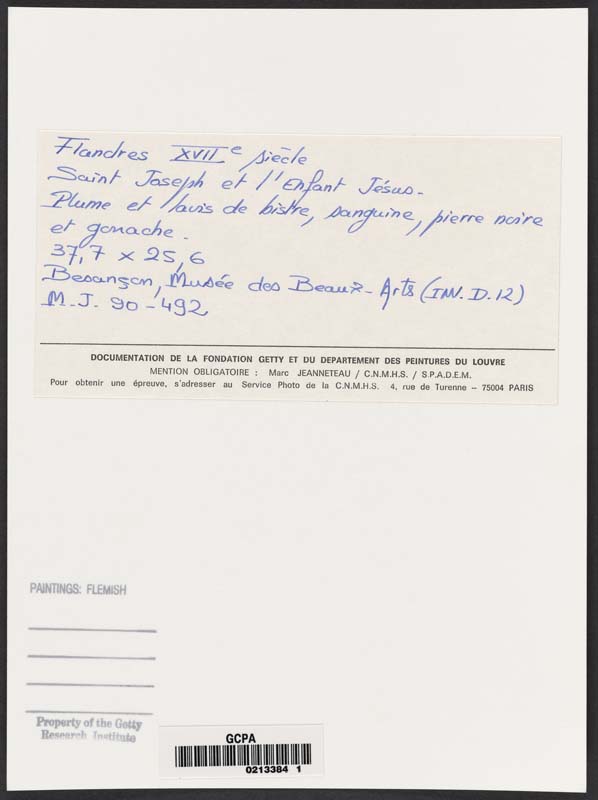 Flandres XVIIe siècle
Saint Joseph et l'Enfant Jésus-
Plume et lavis de bistre, sanguine, pierre noire
et gouache.
37,7 x 25,6
Besançon, Musée des Beaux-Arts (INV. D. 12)
M.J. 90-492
DOCUMENTATION DE LA FONDATION GETTY ET DU DEPARTEMENT DES PEINTURES DU LOUVRE
MENTION OBLIGATOIRE : Marc JEANNETEAU / C.N.M.H.S. / S.P.A.D.E.M.
Pour obtenir une épreuve, s'adresser au Service Photo de la C.N.M.H.S. 4, rue de Turenne – 75004 PARIS
PAINTINGS: FLEMISH
Property of the Getty
Research Institute
GCPA
0213384 1